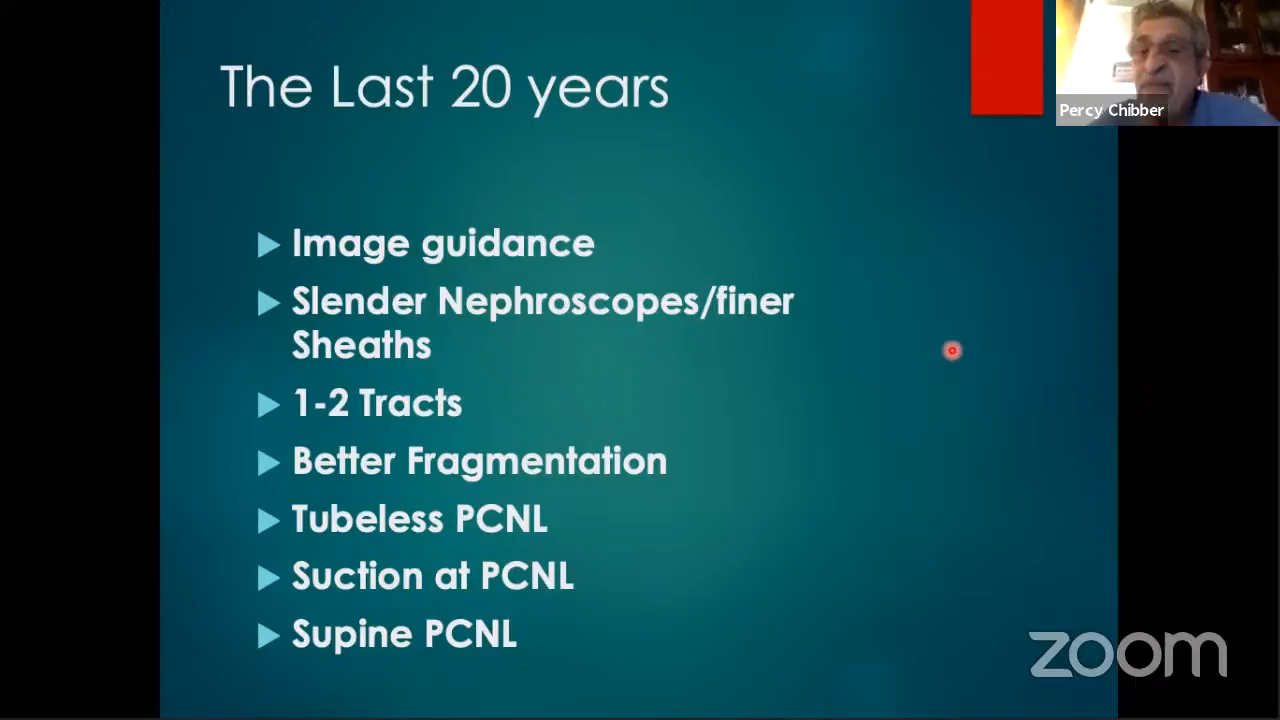 The Last 20 years
Percy Chibber
Image guidance
Slender Nephroscopes/finer
Sheaths
1-2 Tracts
Better Fragmentation
Tubeless PCNL
Suction at PCNL
Supine PCNL
zoom